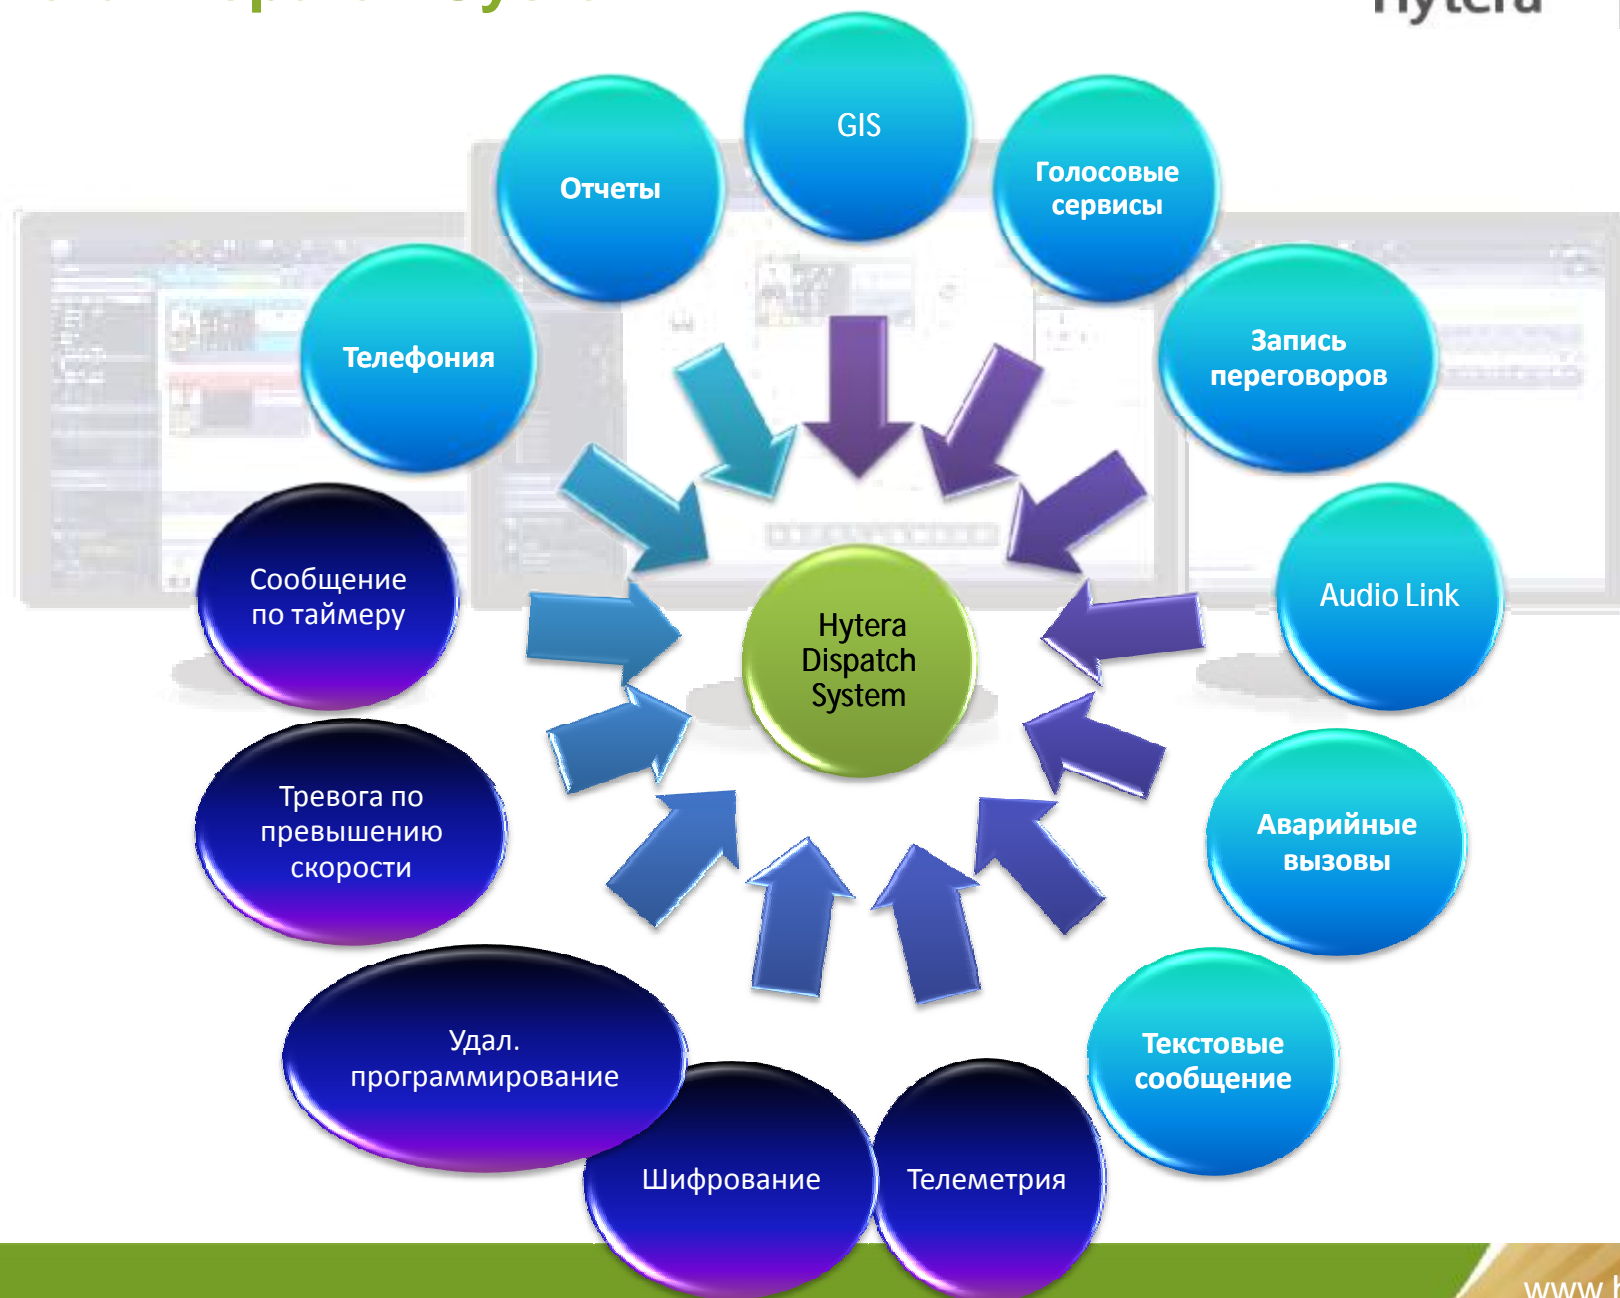 Hytera
GIS
Отчеты
Голосовые
сервисы
Телефония
Запись
переговоров
Сообщение
по таймеру
Audio Link
Hytera
Dispatch
System
Тревога по
превышению
скорости
Аварийные
вызовы
Удал.
программирование
Текстовые
сообщение
Шифрование
Телеметрия